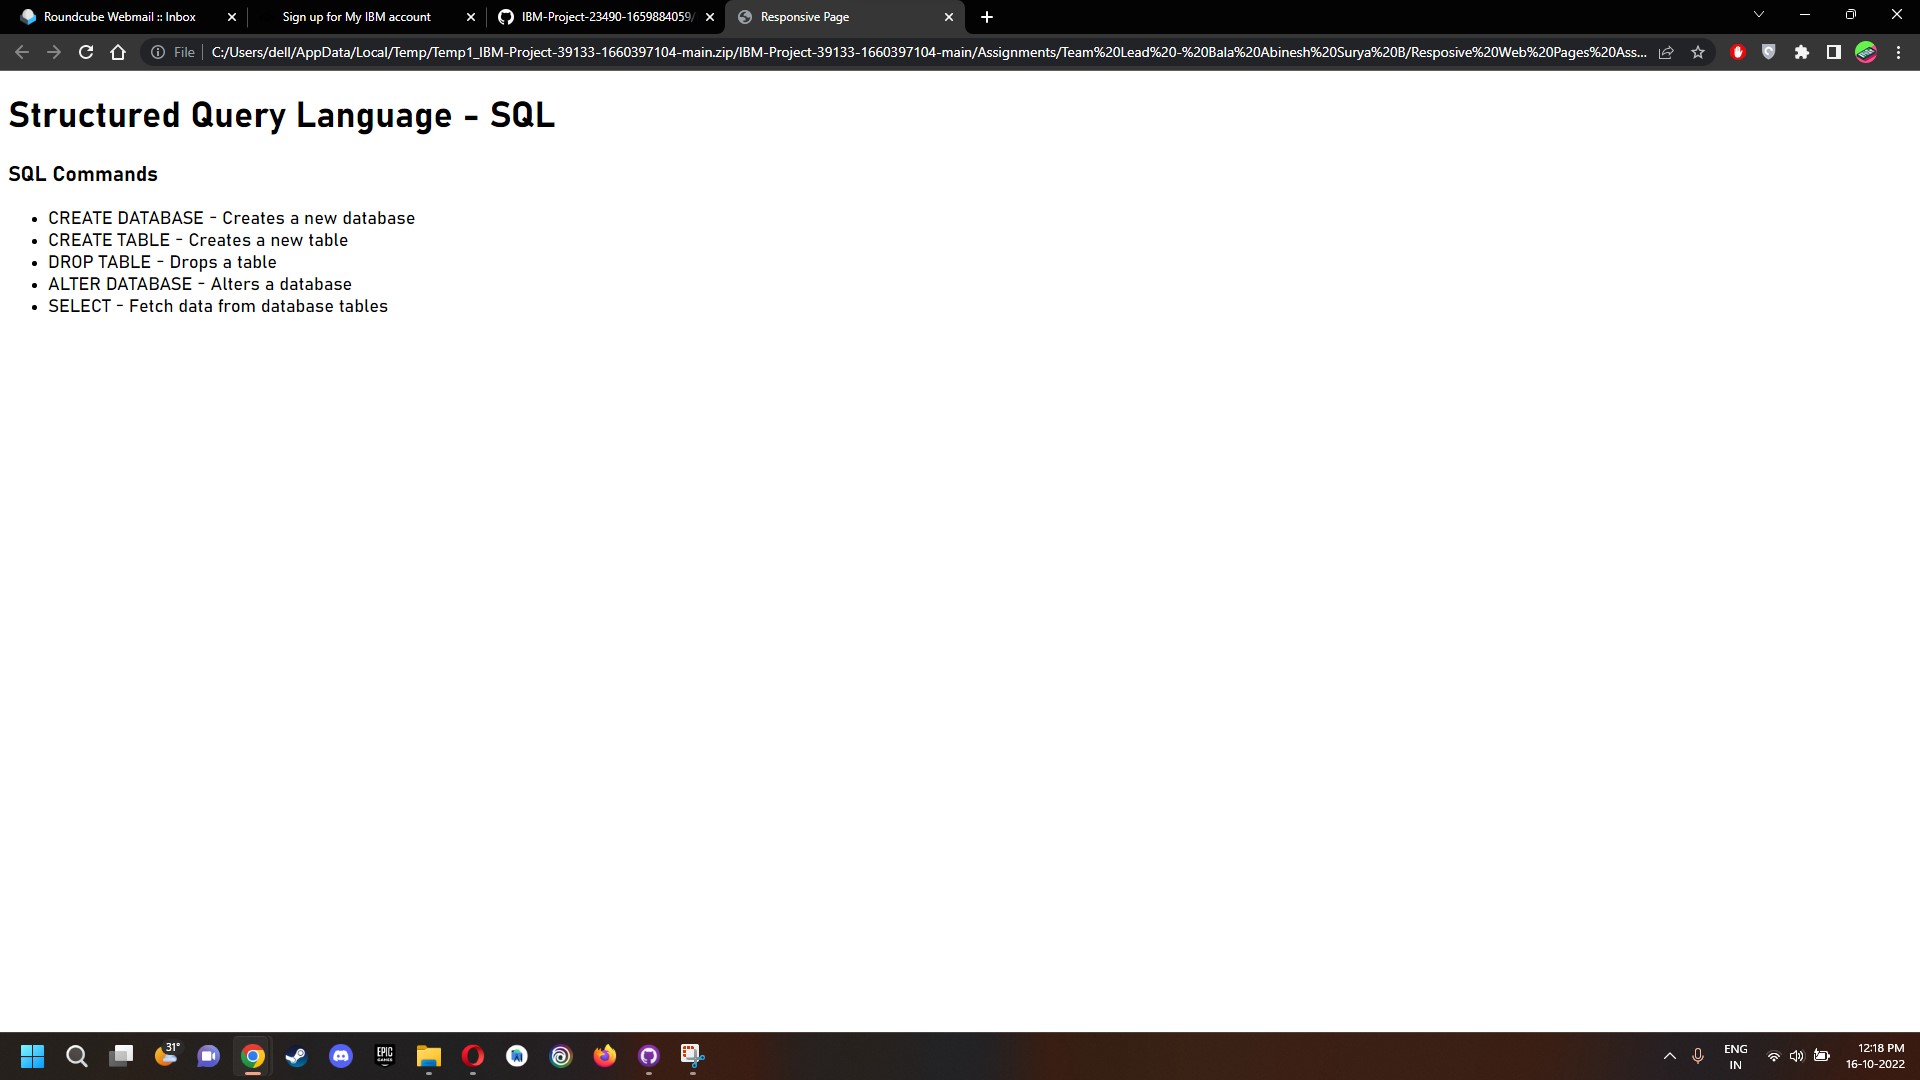 Roundcube Webmail :: Inbox
Sign up for My IBM account
IBM-Project-23490-1659884059/
Responsive Page
File
C:/Users/dell/AppData/Local/Temp/Temp1_IBM-Project-39133-1660397104-main.zip/IBM-Project-39133-1660397104-main/Assignments/Team%20Lead%20-%20Bala%20Abinesh%20Surya%20B/Resposive%20Web%20Pages%20Ass...
Structured Query Language - SQL
SQL Commands
• CREATE DATABASE - Creates a new database
• CREATE TABLE - Creates a new table
• DROP TABLE - Drops a table
• ALTER DATABASE - Alters a database
• SELECT - Fetch data from database tables
31°
EPIC
GAMES
ENG
IN
12:18 PM
16-10-2022